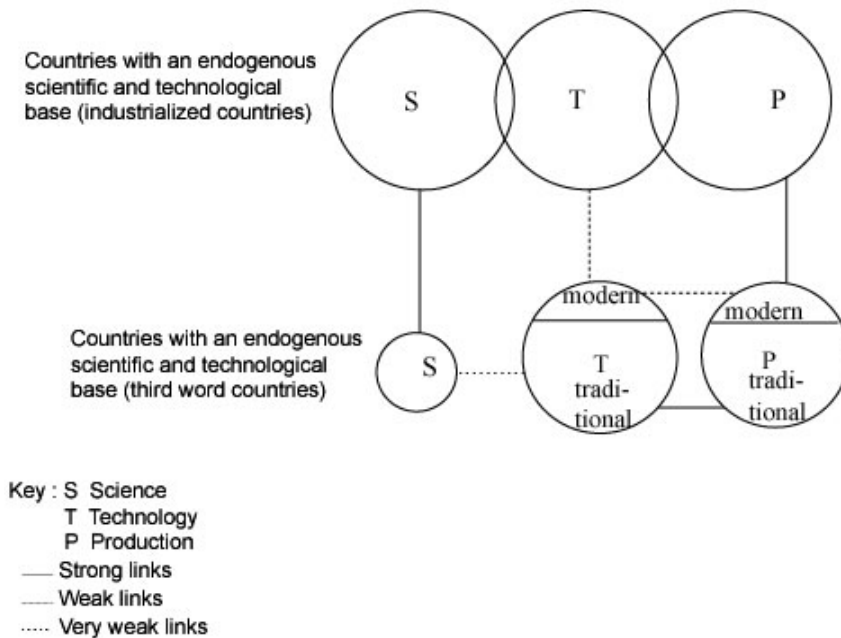 Countries with an endogenous
scientific and technological
base (industrialized countries)
S
T
P
Countries with an endogenous
scientific and technological
base (third word countries)
S
modern
T
tradi-
tional
modern
P
tradi-
tional
Key : S Science
T Technology
P Production
Strong links
Weak links
Very weak links